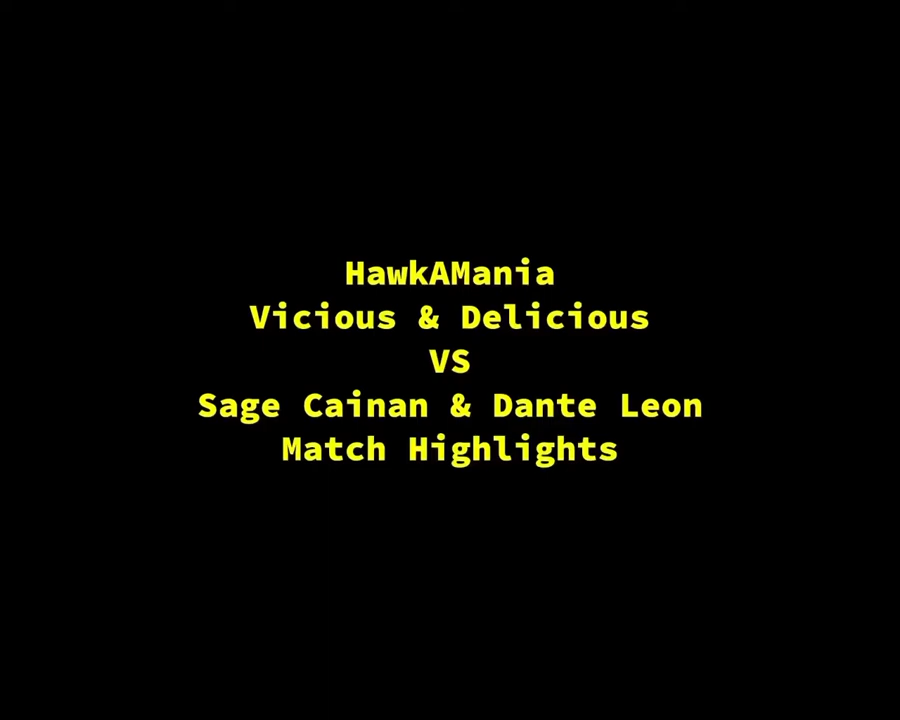 HawkAMania
Vicious & Delicious
VS
Sage Cainan & Dante Leon
Match Highlights